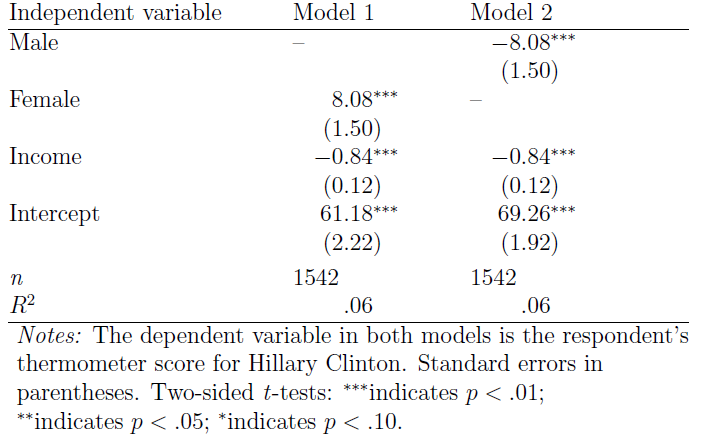 Independent variable Model 1 Model 2
Male – −8.08***
(1.50)
Female 8.08*** –
(1.50)
Income −0.84*** −0.84***
(0.12) (0.12)
Intercept 61.18*** 69.26***
(2.22) (1.92)
n 1542 1542
R² .06 .06
Notes: The dependent variable in both models is the respondent’s
thermometer score for Hillary Clinton. Standard errors in
parentheses. Two-sided t-tests: ***indicates p < .01;
**indicates p < .05; *indicates p < .10.